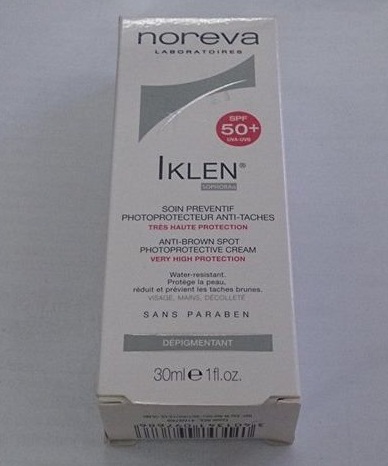 noreva
LABORATOIRES
SPF
50+
UVA-UVB
IKLEN®
SOIN PREVENTIF
PHOTOPROTECTEUR ANTI-TACHES
TRÈS HAUTE PROTECTION
ANTI-BROWN SPOT
PHOTOPROTECTIVE CREAM
VERY HIGH PROTECTION
Water-resistant.
Protège la peau,
réduit et prévient les taches brunes.
VISAGE, MAINS, DÉCOLLETÉ
SANS PARABEN
DÉPIGMENTANT
30ml e 1fl.oz.